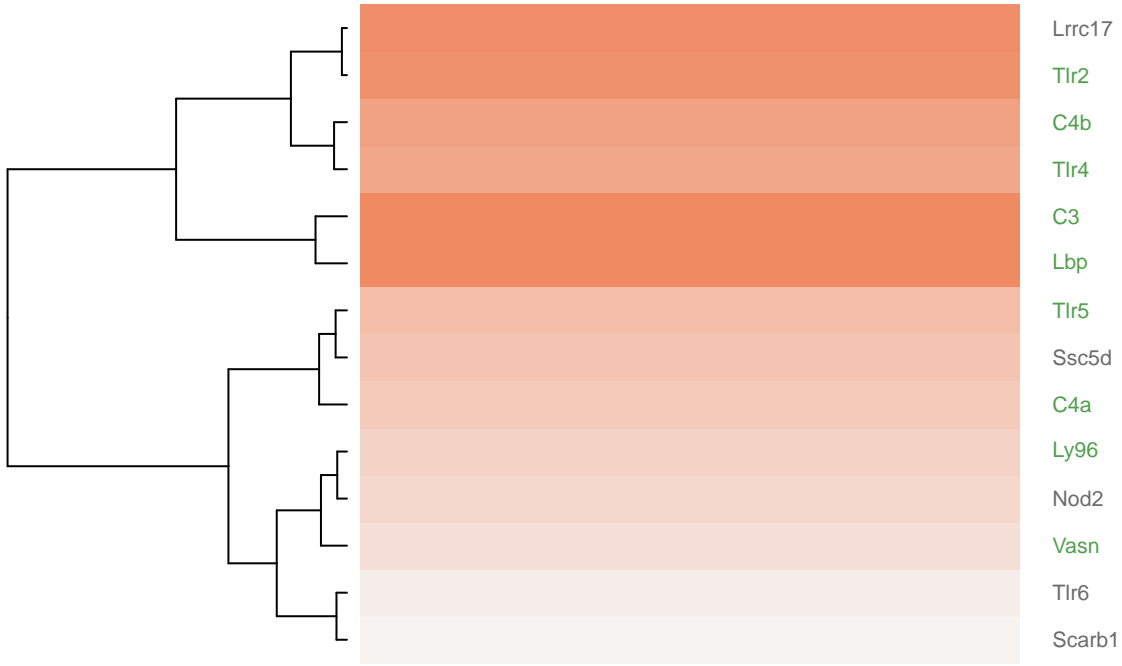 Lrrc17
Tlr2
C4b
Tlr4
C3
Lbp
Tlr5
Ssc5d
C4a
Ly96
Nod2
Vasn
Tlr6
Scarb1